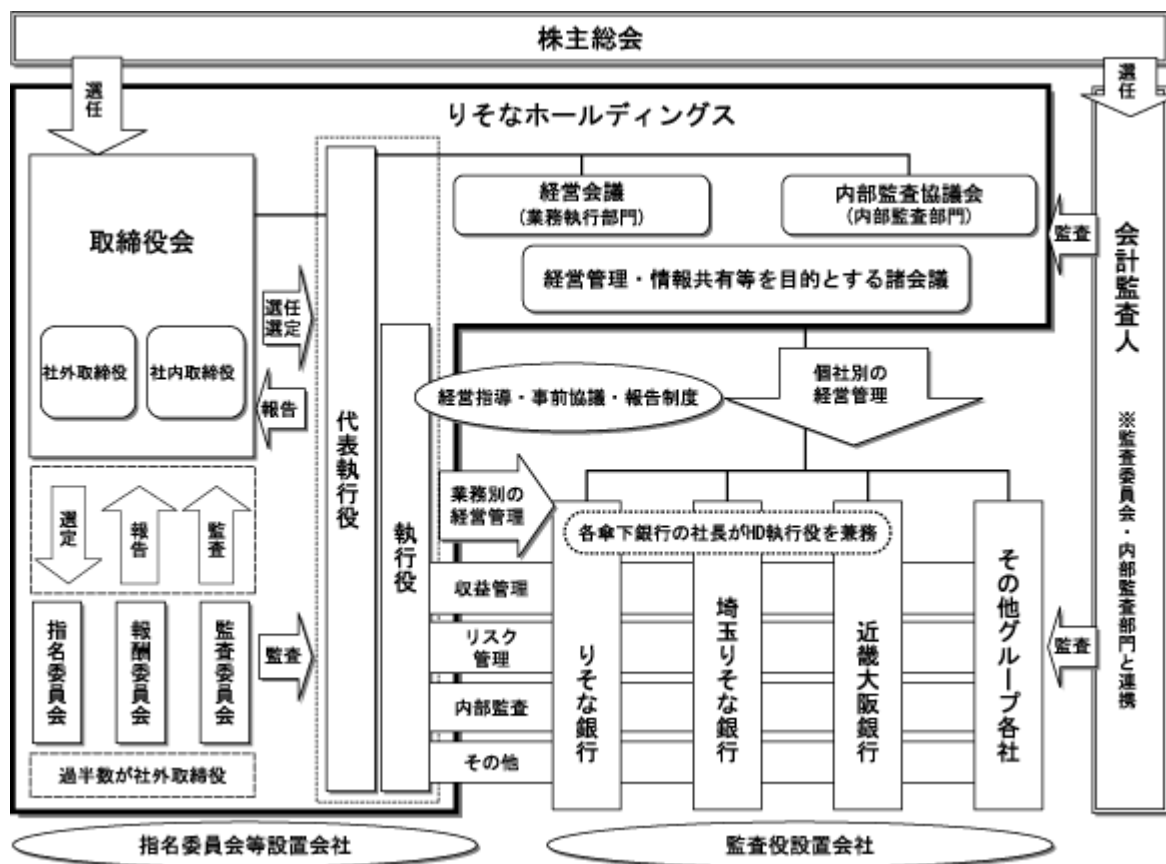 株主総会
選任
選任
りそなホールディングス
取締役会
社外取締役
社内取締役
選任
選定
報告
選定
報告
監査
指名委員会
報酬委員会
監査委員会
過半数が社外取締役
監査
代表執行役
執行役
経営会議
(業務執行部門)
内部監査協議会
(内部監査部門)
経営管理・情報共有等を目的とする諸会議
経営指導・事前協議・報告制度
個社別の
経営管理
業務別の
経営管理
各傘下銀行の社長がHD執行役を兼務
収益管理
リスク
管理
内部監査
その他
りそな銀行
埼玉りそな銀行
近畿大阪銀行
その他グループ各社
監査
監査
会計監査人
※監査委員会・内部監査部門と連携
指名委員会等設置会社
監査役設置会社